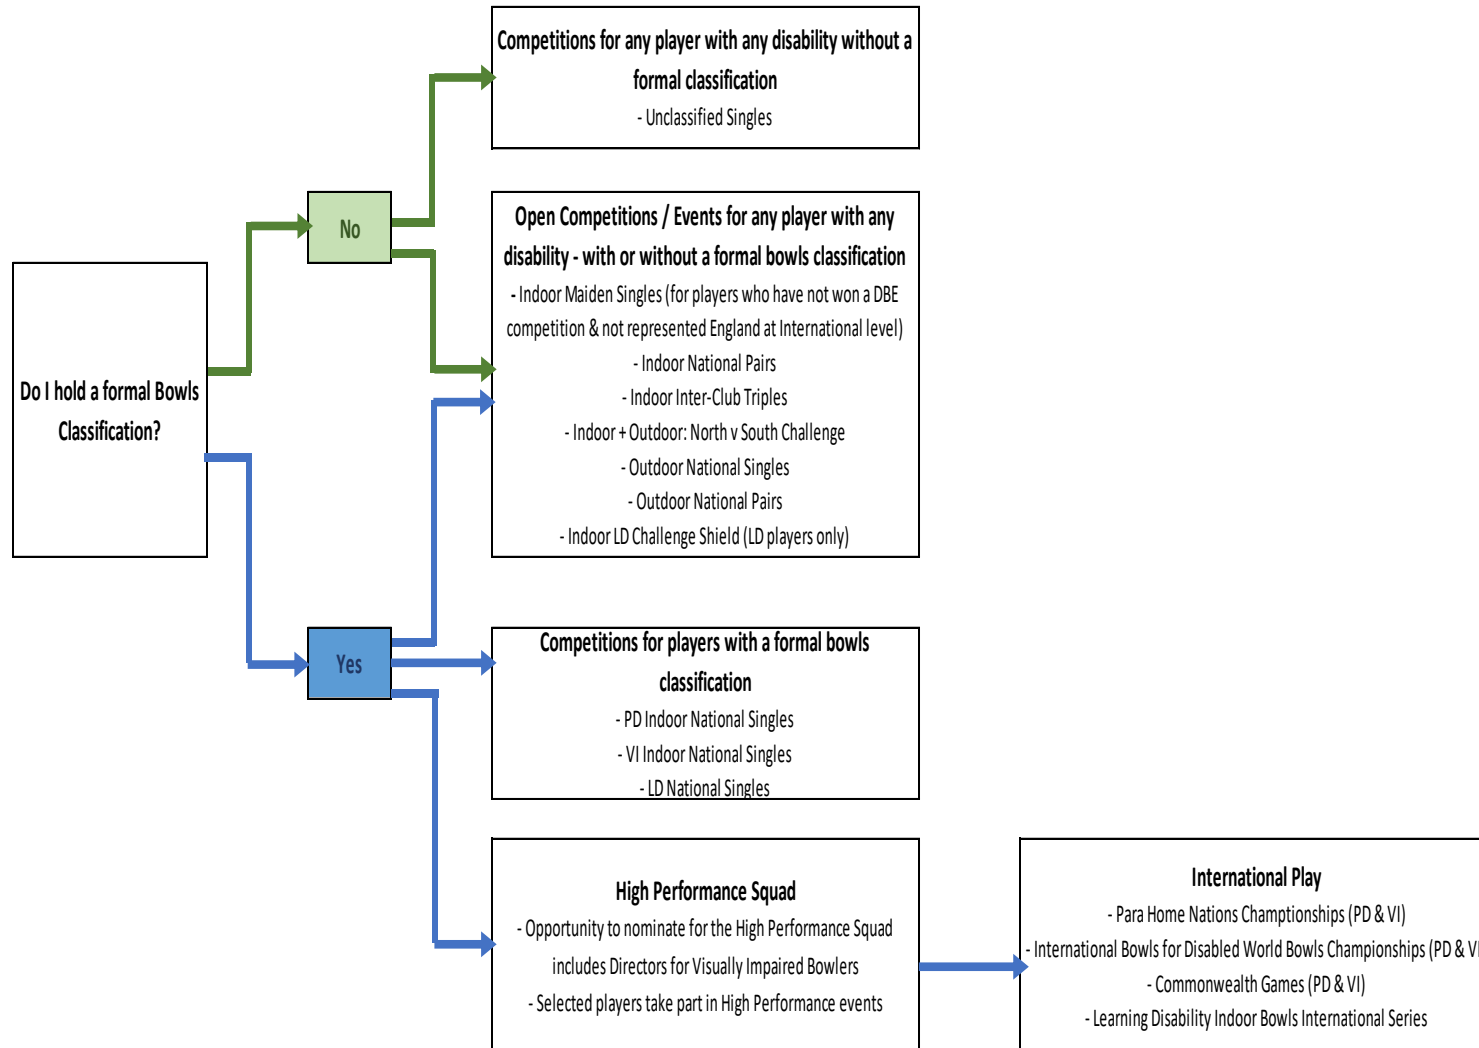 Competitions for any player with any disability without a
formal classification
- Unclassified Singles
No
Open Competitions / Events for any player with any
disability - with or without a formal bowls classification
- Indoor Maiden Singles (for players who have not won a DBE
competition & not represented England at International level)
- Indoor National Pairs
- Indoor Inter-Club Triples
- Indoor + Outdoor: North v South Challenge
- Outdoor National Singles
- Outdoor National Pairs
- Indoor LD Challenge Shield (LD players only)
Do I hold a formal Bowls
Classification?
Yes
Competitions for players with a formal bowls
classification
- PD Indoor National Singles
- VI Indoor National Singles
- LD National Singles
High Performance Squad
- Opportunity to nominate for the High Performance Squad
includes Directors for Visually Impaired Bowlers
- Selected players take part in High Performance events
International Play
- Para Home Nations Champtionships (PD & VI)
- International Bowls for Disabled World Bowls Championships (PD & VI
- Commonwealth Games (PD & VI)
- Learning Disability Indoor Bowls International Series